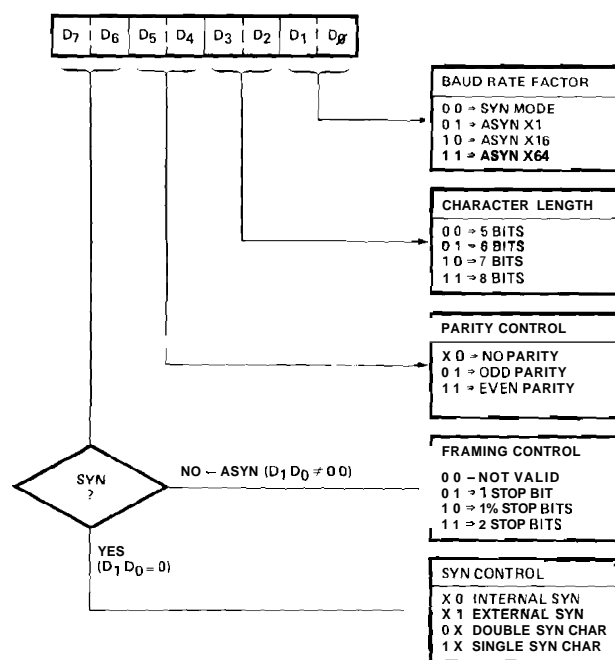 D7 D6 D5 D4 D3 D2 D1 D0
BAUD RATE FACTOR
0 0 ⇒ SYN MODE
0 1 ⇒ ASYN X1
1 0 ⇒ ASYN X16
1 1 ⇒ ASYN X64
CHARACTER LENGTH
0 0 ⇒ 5 BITS
0 1 ⇒ 6 BITS
1 0 ⇒ 7 BITS
1 1 ⇒ 8 BITS
PARITY CONTROL
X 0 ⇒ NO PARITY
0 1 ⇒ ODD PARITY
1 1 ⇒ EVEN PARITY
FRAMING CONTROL
0 0 – NOT VALID
0 1 ⇒ 1 STOP BIT
1 0 ⇒ 1% STOP BITS
1 1 ⇒ 2 STOP BITS
SYN
?
NO – ASYN (D1 D0 ≠ 0 0)
YES
(D1 D0 = 0)
SYN CONTROL
X 0 INTERNAL SYN
X 1 EXTERNAL SYN
0 X DOUBLE SYN CHAR
1 X SINGLE SYN CHAR